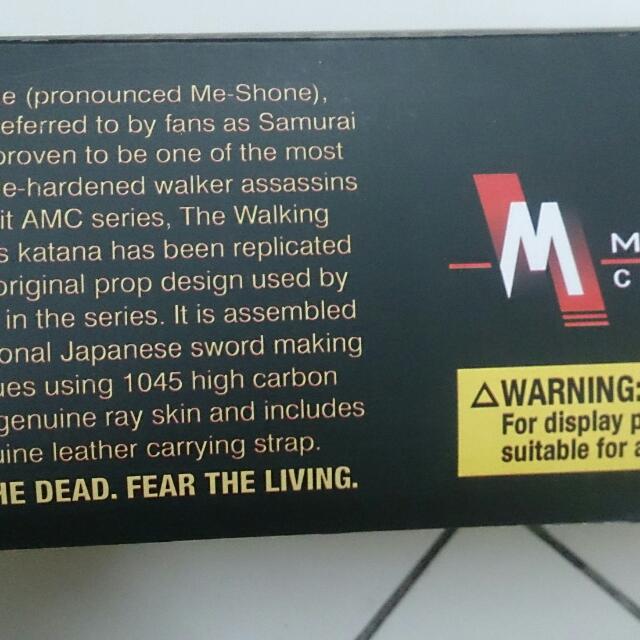 e (pronounced Me-Shone),
eferred to by fans as Samurai
proven to be one of the most
e-hardened walker assassins
it AMC series, The Walking
s katana has been replicated
original prop design used by
in the series. It is assembled
onal Japanese sword making
ues using 1045 high carbon
genuine ray skin and includes
uine leather carrying strap.
HE DEAD. FEAR THE LIVING.
M
M
C
WARNING:
For display p
suitable for a